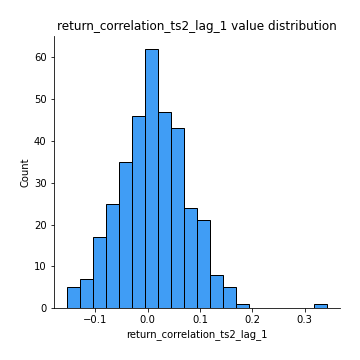 return_correlation_ts2_lag_1 value distribution
60
50
40
30
20
10
0
Count
−0.1 0.0 0.1 0.2 0.3
return_correlation_ts2_lag_1